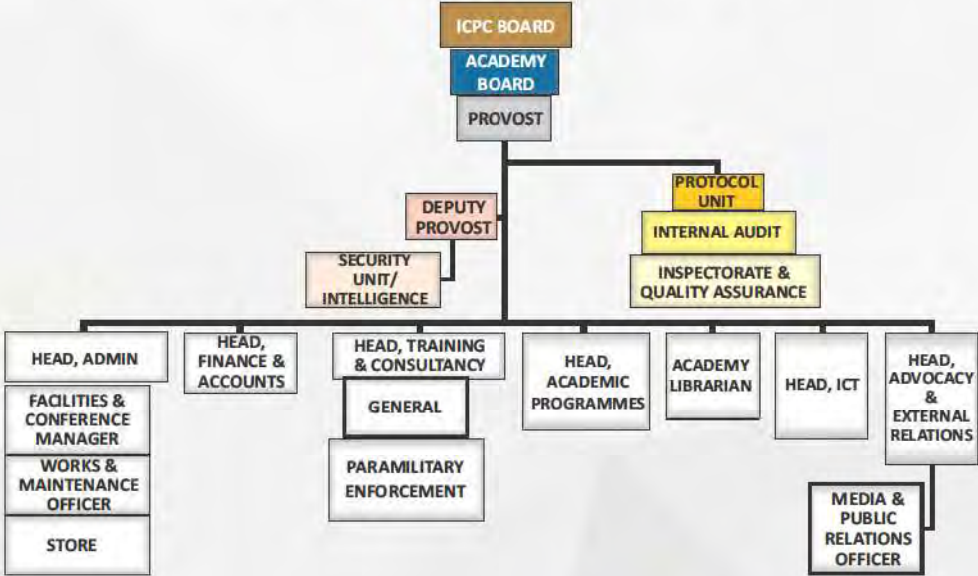 ICPC BOARD
ACADEMY
BOARD
PROVOST
PROTOCOL
UNIT
DEPUTY
PROVOST
INTERNAL AUDIT
SECURITY
UNIT/
INTELLIGENCE
INSPECTORATE &
QUALITY ASSURANCE
HEAD, ADMIN
FACILITIES &
CONFERENCE
MANAGER
WORKS &
MAINTENANCE
OFFICER
STORE
HEAD,
FINANCE &
ACCOUNTS
HEAD, TRAINING
& CONSULTANCY
GENERAL
PARAMILITARY
ENFORCEMENT
HEAD,
ACADEMIC
PROGRAMMES
ACADEMY
LIBRARIAN
HEAD, ICT
HEAD,
ADVOCACY
&
EXTERNAL
RELATIONS
MEDIA &
PUBLIC
RELATIONS
OFFICER